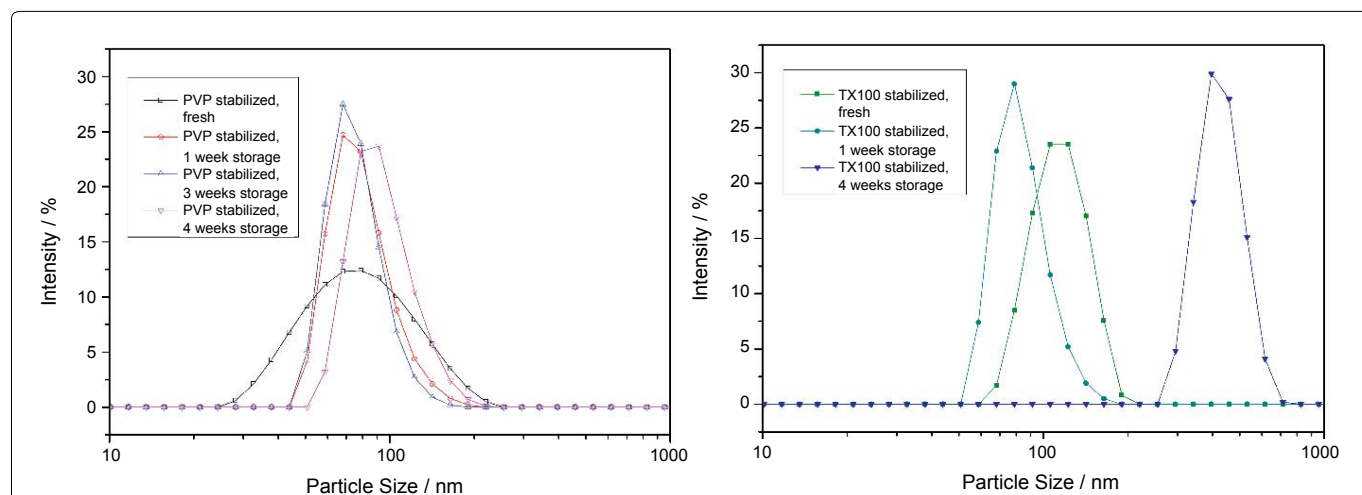 30
25
20
15
10
5
0
Intensity / %
PVP stabilized,
fresh
PVP stabilized,
1 week storage
PVP stabilized,
3 weeks storage
PVP stabilized,
4 weeks storage
10
100
1000
Particle Size / nm
30
25
20
15
10
5
0
Intensity / %
TX100 stabilized,
fresh
TX100 stabilized,
1 week storage
TX100 stabilized,
4 weeks storage
10
100
1000
Particle Size / nm